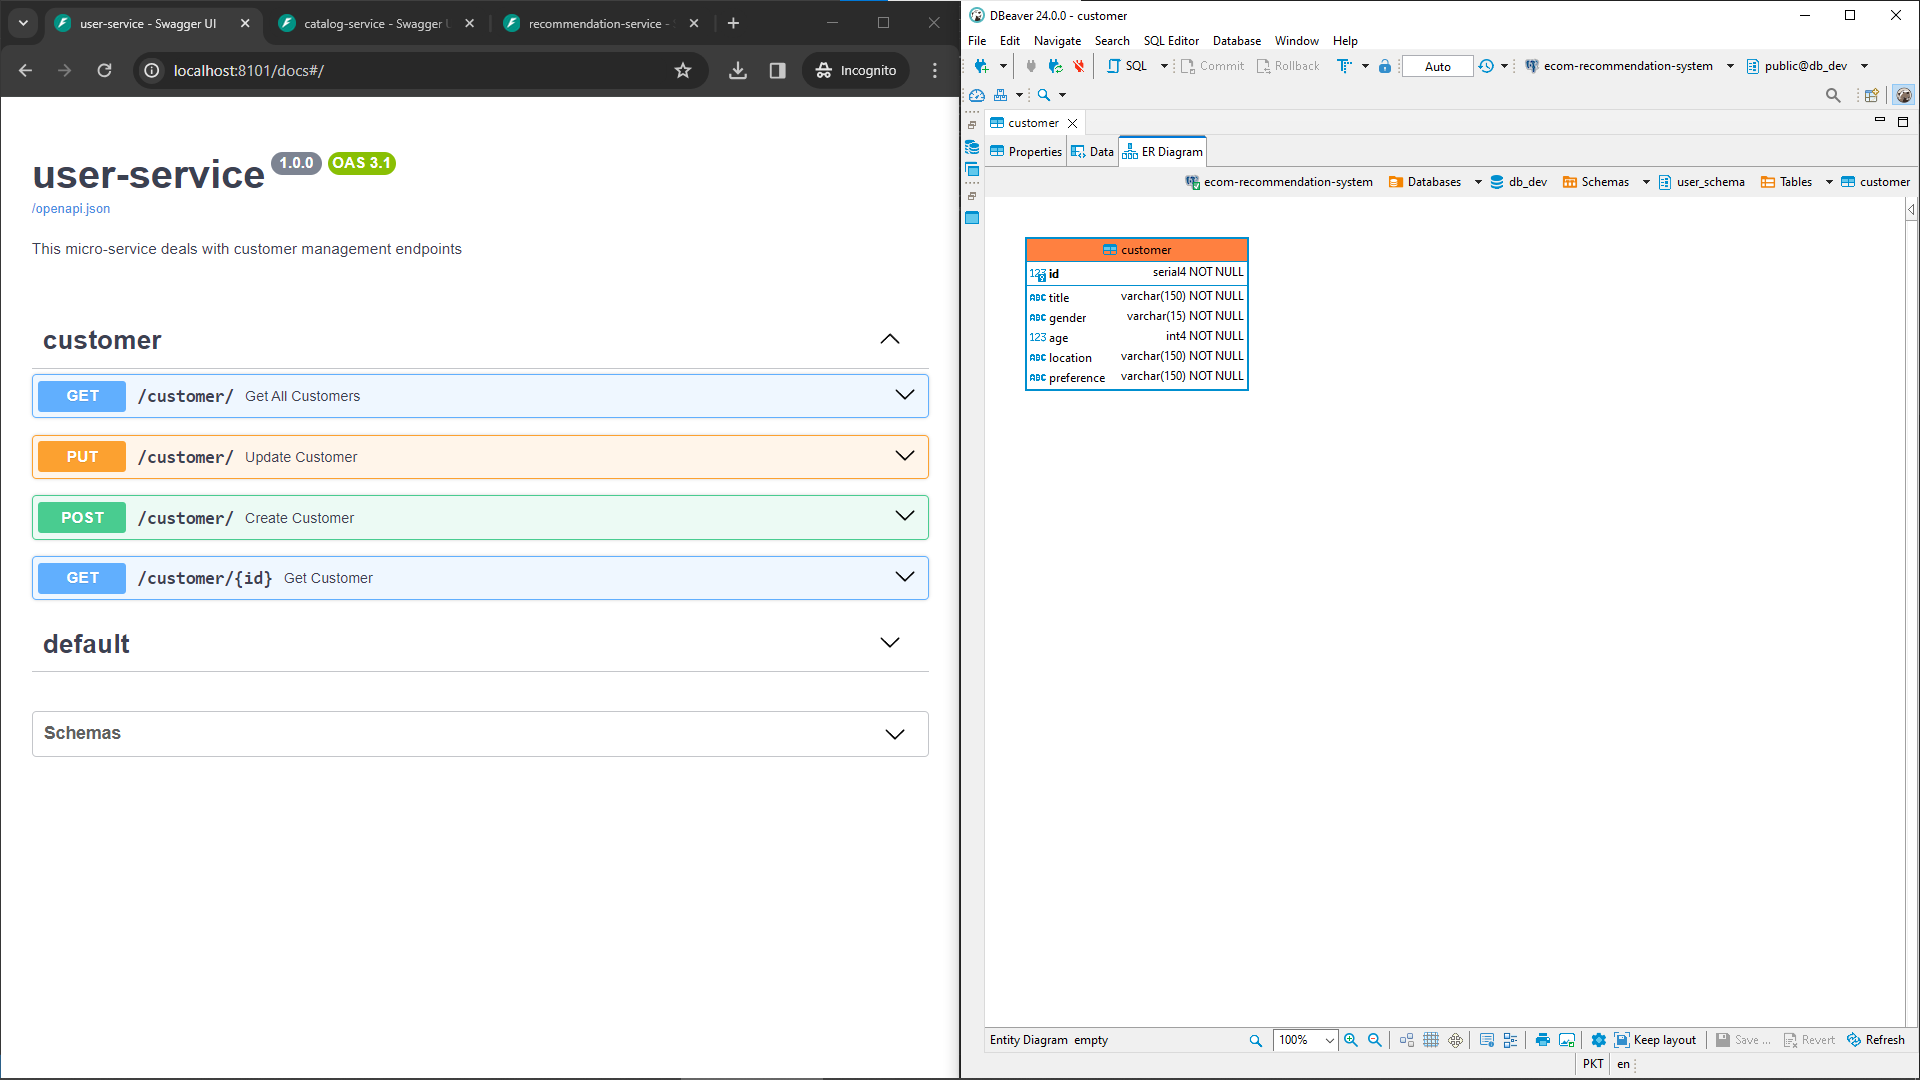 user-service - Swagger UI
catalog-service - Swagger
recommendation-service -
localhost:8101/docs#/
Incognito
user-service 1.0.0 OAS 3.1
/openapi.json
This micro-service deals with customer management endpoints
customer
GET /customer/ Get All Customers
PUT /customer/ Update Customer
POST /customer/ Create Customer
GET /customer/{id} Get Customer
default
Schemas
DBeaver 24.0.0 - customer
File Edit Navigate Search SQL Editor Database Window Help
SQL Commit Rollback Auto ecom-recommendation-system public@db_dev
customer
Properties Data ER Diagram
ecom-recommendation-system Databases db_dev Schemas user_schema Tables customer
customer
123 id serial4 NOT NULL
ABC title varchar(150) NOT NULL
ABC gender varchar(15) NOT NULL
123 age int4 NOT NULL
ABC location varchar(150) NOT NULL
ABC preference varchar(150) NOT NULL
Entity Diagram empty 100% Keep layout Save ... Revert Refresh
PKT en